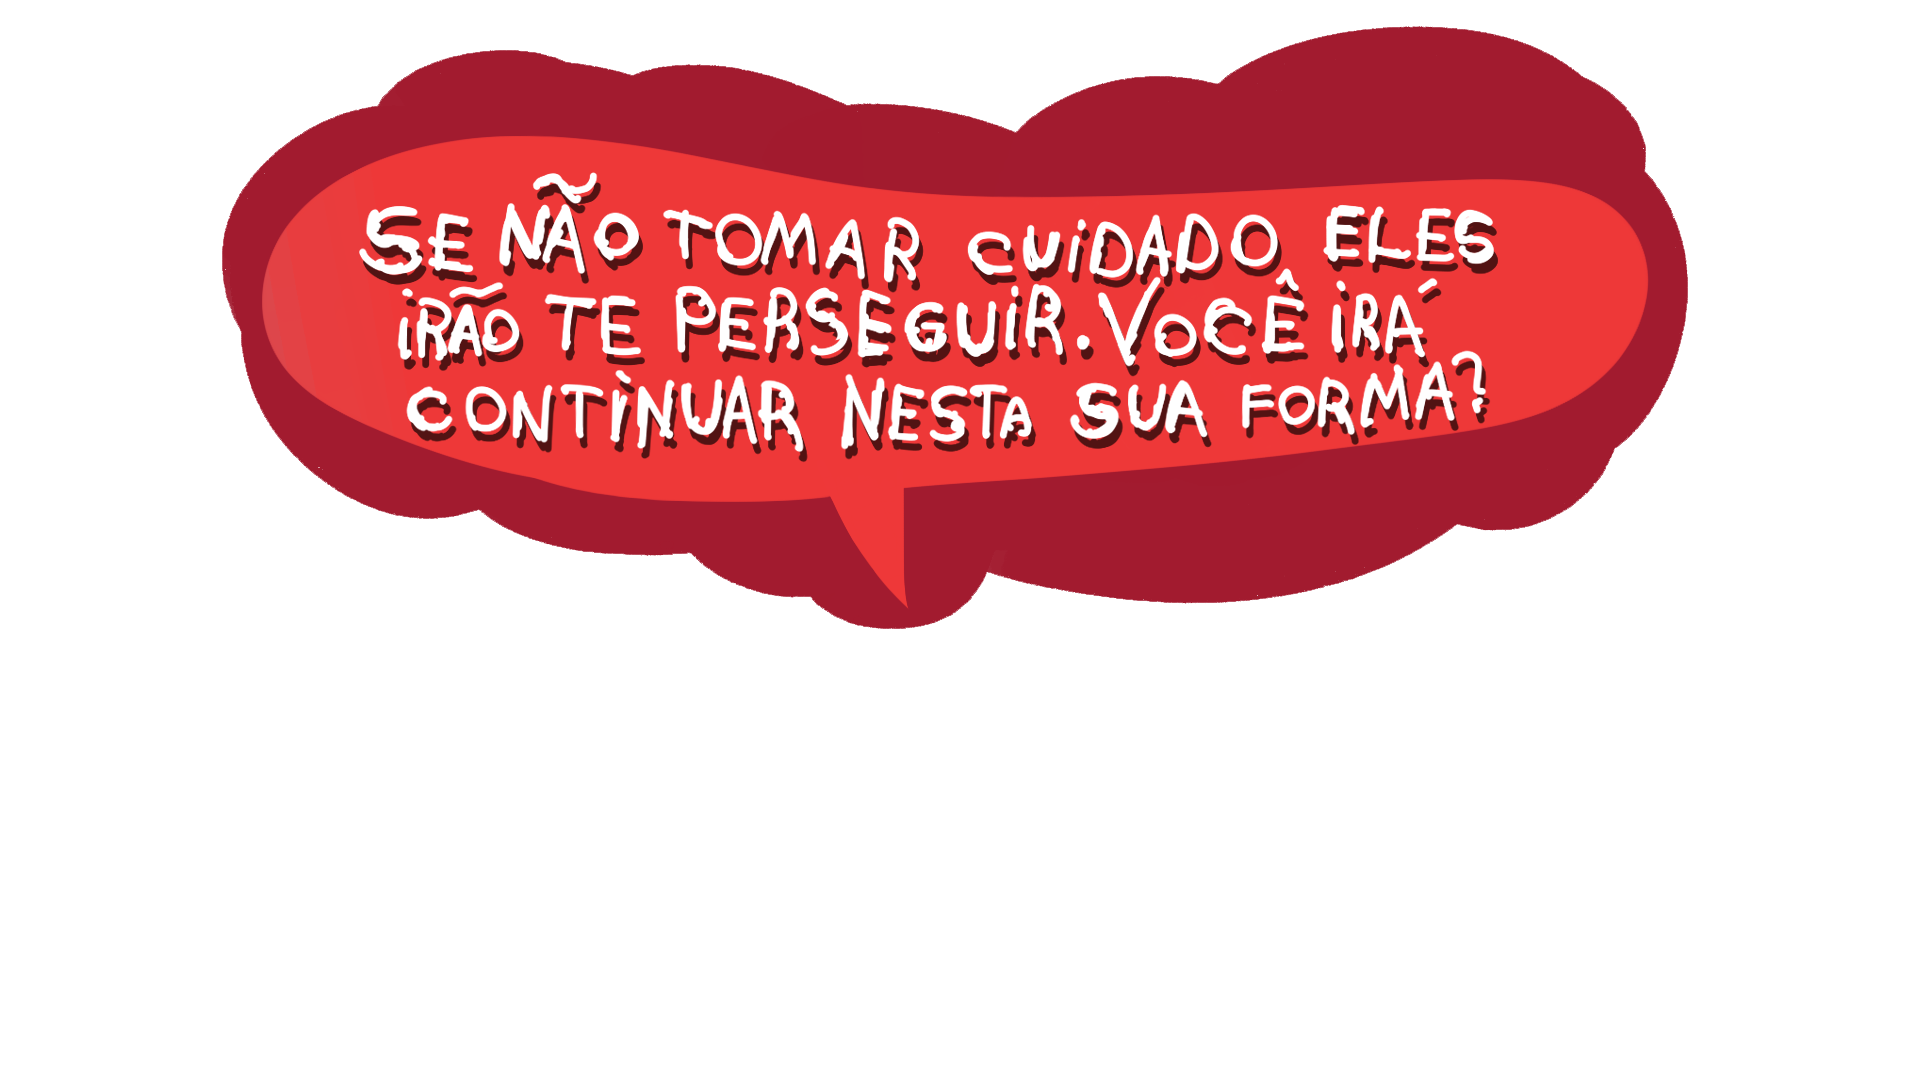 SE NÃO TOMAR CUIDADO ELES
IRÃO TE PERSEGUIR. VOCÊ IRÁ
CONTINUAR NESTA SUA FORMA?